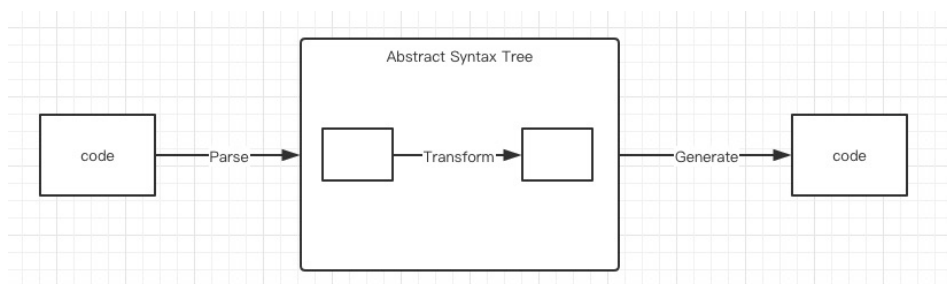 Abstract Syntax Tree
code
Parse
Transform
Generate
code